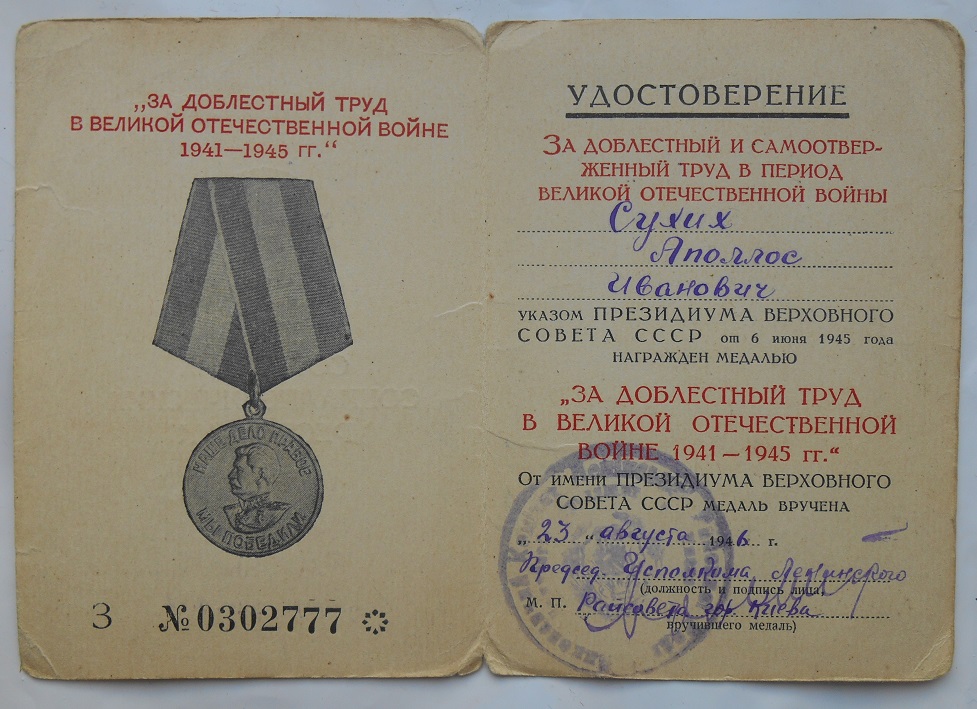 „ЗА ДОБЛЕСТНЫЙ ТРУД
В ВЕЛИКОЙ ОТЕЧЕСТВЕННОЙ ВОЙНЕ
1941—1945 гг.“
НАШЕ ДЕЛО ПРАВОЕ
МЫ ПОБЕДИЛИ
З №0302777
УДОСТОВЕРЕНИЕ
ЗА ДОБЛЕСТНЫЙ И САМООТВЕР-
ЖЕННЫЙ ТРУД В ПЕРИОД
ВЕЛИКОЙ ОТЕЧЕСТВЕННОЙ ВОЙНЫ
Сухих
Аполлос
Иванович
УКАЗОМ ПРЕЗИДИУМА ВЕРХОВНОГО
СОВЕТА СССР от 6 июня 1945 года
НАГРАЖДЕН МЕДАЛЬЮ
„ЗА ДОБЛЕСТНЫЙ ТРУД
В ВЕЛИКОЙ ОТЕЧЕСТВЕННОЙ
ВОЙНЕ 1941—1945 гг.“
От имени ПРЕЗИДИУМА ВЕРХОВНОГО
СОВЕТА СССР МЕДАЛЬ ВРУЧЕНА
„23“ августа 1946 г.
Председ. Исполкома Ленинского
(должность и подпись лица,
М. П. Райсовета гор. Киева
вручившего медаль)